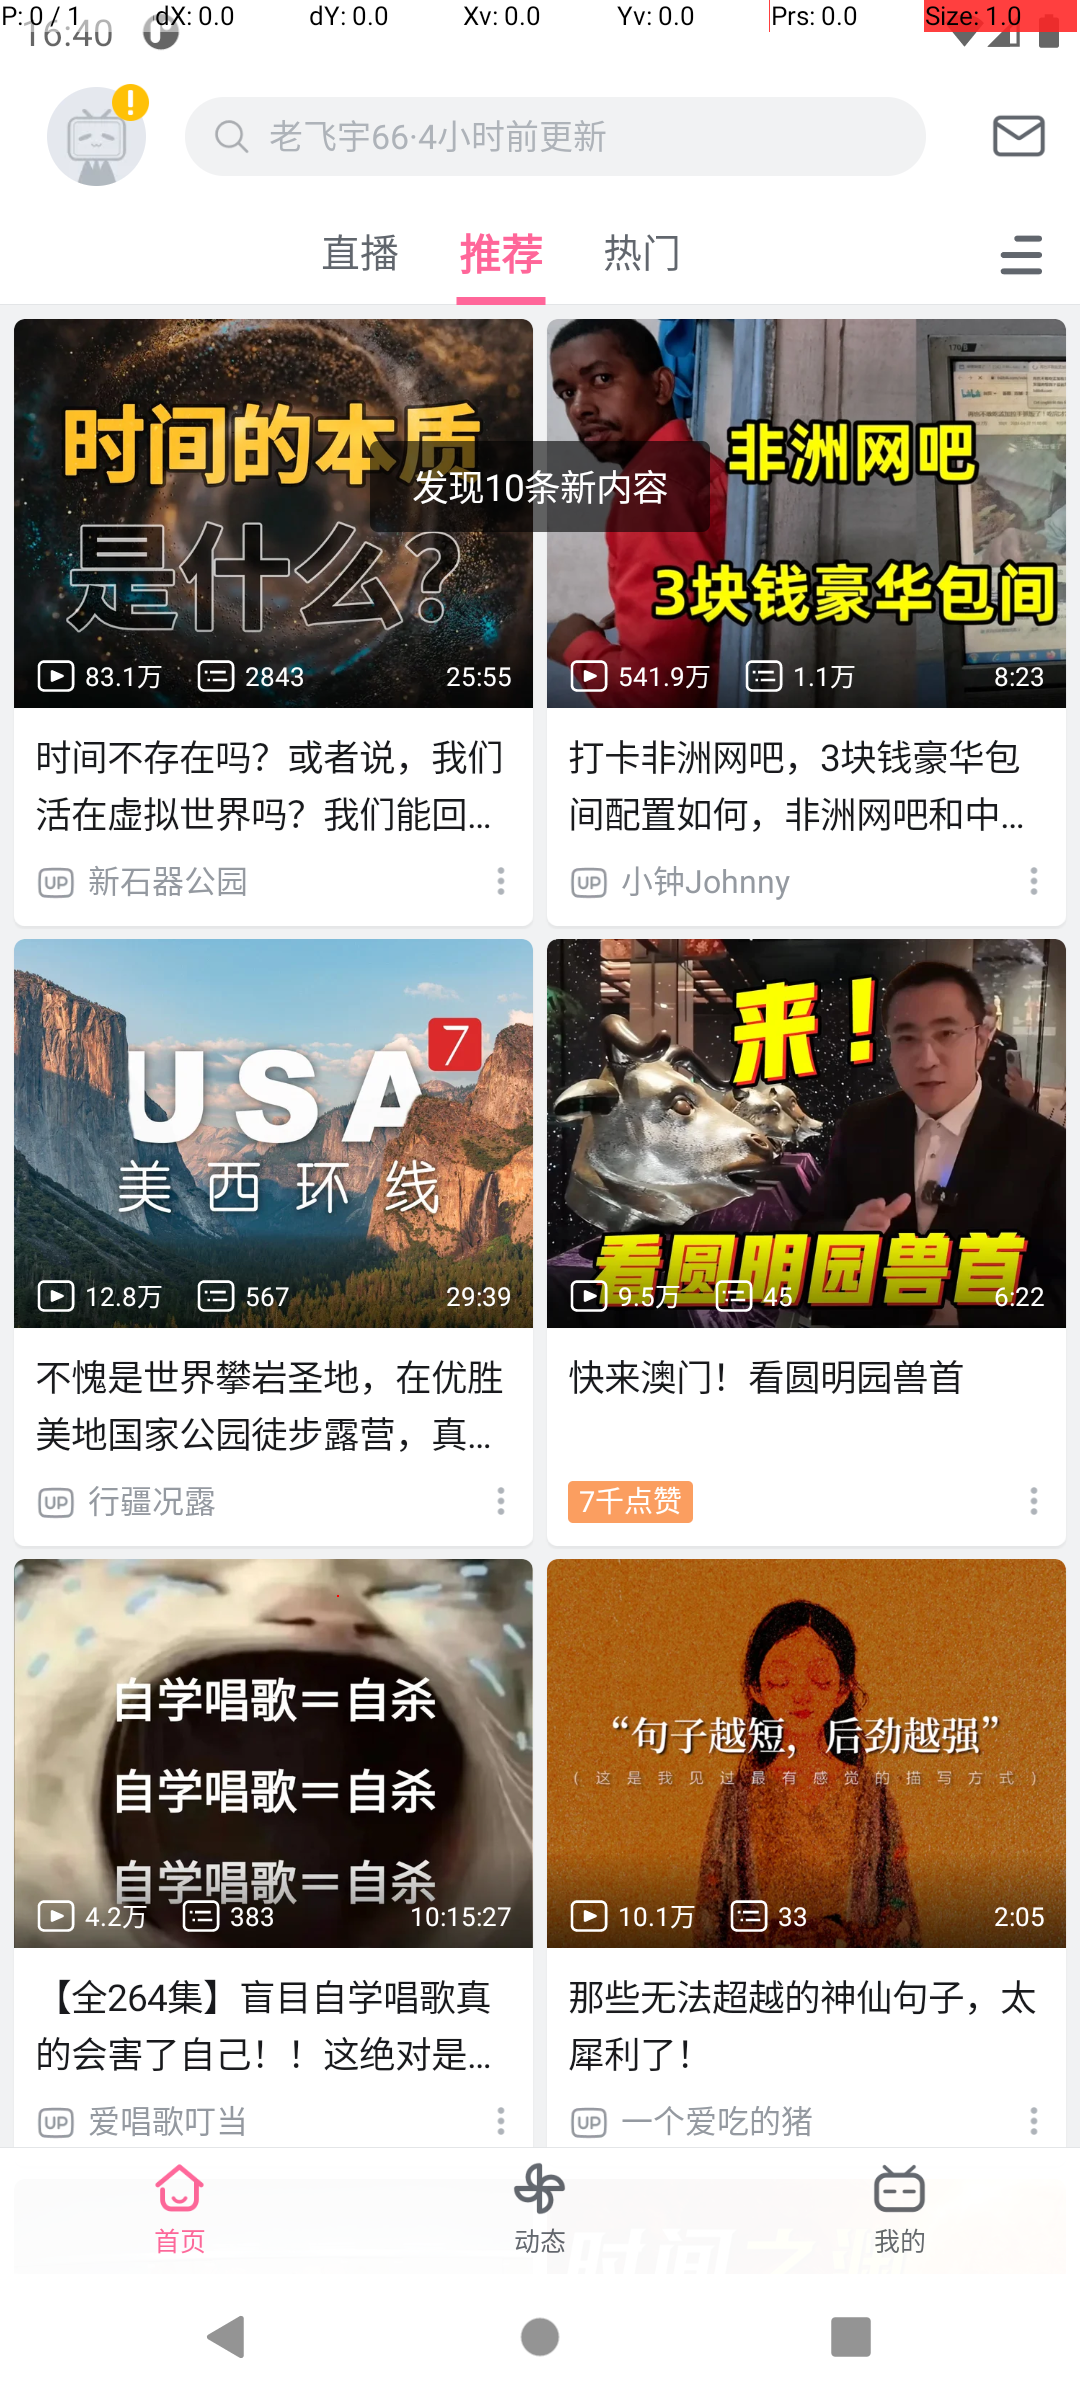 P: 0 / 1 dX: 0.0 dY: 0.0 Xv: 0.0 Yv: 0.0 Prs: 0.0 Size: 1.0
16:40
老飞宇66·4小时前更新
直播 推荐 热门
时间的本质
是什么?
83.1万 2843 25:55
非洲网吧
3块钱豪华包间
541.9万 1.1万 8:23
发现10条新内容
时间不存在吗？或者说，我们
活在虚拟世界吗？我们能回...
UP 新石器公园
打卡非洲网吧，3块钱豪华包
间配置如何，非洲网吧和中...
UP 小钟Johnny
USA 7
美西环线
12.8万 567 29:39
来！
看圆明园兽首
9.5万 45 6:22
不愧是世界攀岩圣地，在优胜
美地国家公园徒步露营，真...
UP 行疆况露
快来澳门！看圆明园兽首
7千点赞
自学唱歌＝自杀
自学唱歌＝自杀
自学唱歌＝自杀
4.2万 383 10:15:27
“句子越短，后劲越强”
（这是我见过最有感觉的描写方式）
10.1万 33 2:05
【全264集】盲目自学唱歌真
的会害了自己！！这绝对是...
UP 爱唱歌叮当
那些无法超越的神仙句子，太
犀利了！
UP 一个爱吃的猪
首页 动态 我的